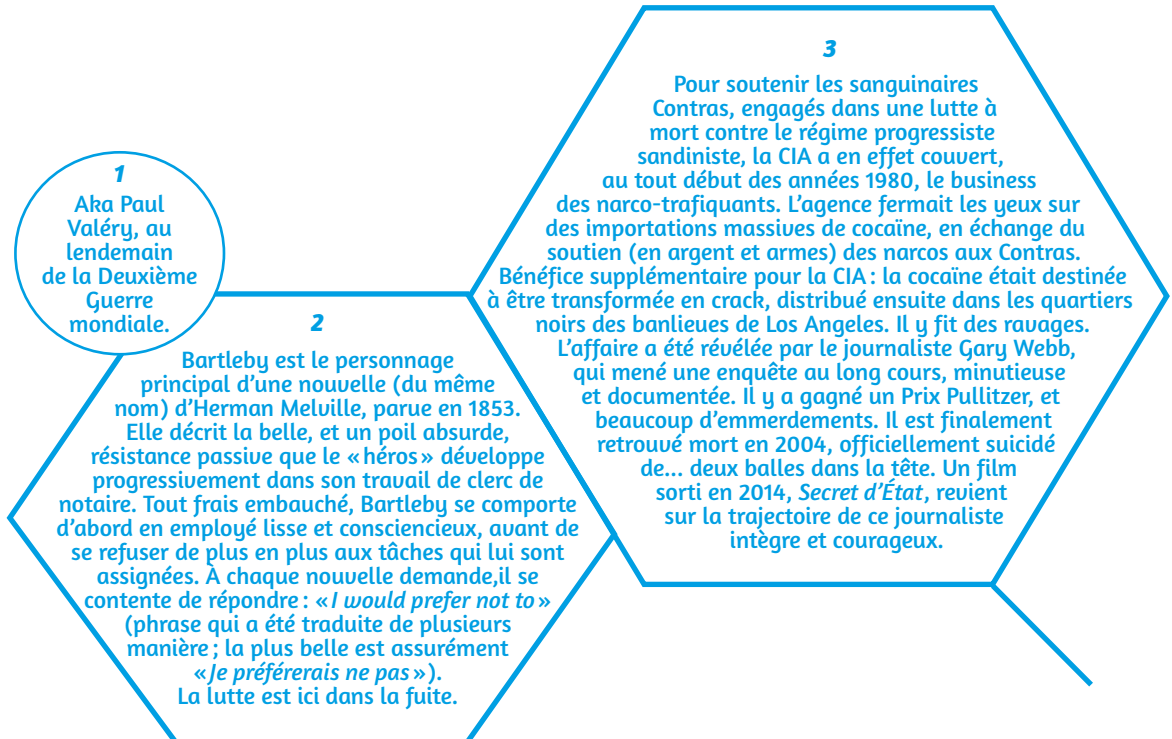 1
Aka Paul
Valéry, au
lendemain
de la Deuxième
Guerre
mondiale.
2
Bartleby est le personnage
principal d’une nouvelle (du même
nom) d’Herman Melville, parue en 1853.
Elle décrit la belle, et un poil absurde,
résistance passive que le « héros » développe
progressivement dans son travail de clerc de
notaire. Tout frais embauché, Bartleby se comporte
d’abord en employé lisse et consciencieux, avant de
se refuser de plus en plus aux tâches qui lui sont
assignées. À chaque nouvelle demande,il se
contente de répondre : « I would prefer not to »
(phrase qui a été traduite de plusieurs
manière ; la plus belle est assurément
« Je préférerais ne pas »).
La lutte est ici dans la fuite.
3
Pour soutenir les sanguinaires
Contras, engagés dans une lutte à
mort contre le régime progressiste
sandiniste, la CIA a en effet couvert,
au tout début des années 1980, le business
des narco-trafiquants. L’agence fermait les yeux sur
des importations massives de cocaïne, en échange du
soutien (en argent et armes) des narcos aux Contras.
Bénéfice supplémentaire pour la CIA : la cocaïne était destinée
à être transformée en crack, distribué ensuite dans les quartiers
noirs des banlieues de Los Angeles. Il y fit des ravages.
L’affaire a été révélée par le journaliste Gary Webb,
qui mené une enquête au long cours, minutieuse
et documentée. Il y a gagné un Prix Pullitzer, et
beaucoup d’emmerdements. Il est finalement
retrouvé mort en 2004, officiellement suicidé
de... deux balles dans la tête. Un film
sorti en 2014, Secret d’État, revient
sur la trajectoire de ce journaliste
intègre et courageux.